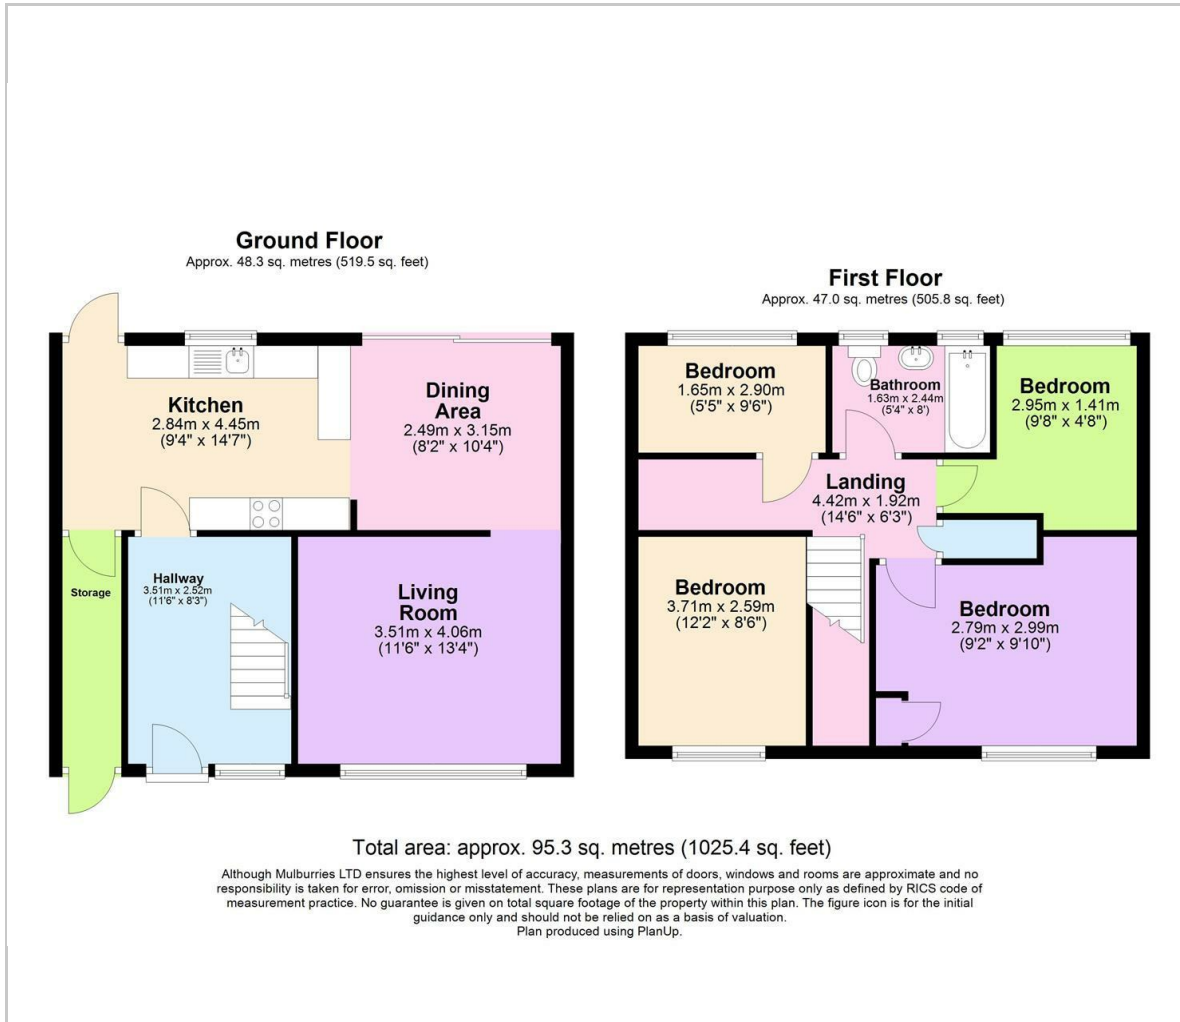 Ground Floor
Approx. 48.3 sq. metres (519.5 sq. feet)
Kitchen
2.84m x 4.45m
(9'4" x 14'7")
Dining
Area
2.49m x 3.15m
(8'2" x 10'4")
Storage
Hallway
3.51m x 2.52m
(11'6" x 8'3")
Living
Room
3.51m x 4.06m
(11'6" x 13'4")
First Floor
Approx. 47.0 sq. metres (505.8 sq. feet)
Bedroom
1.65m x 2.90m
(5'5" x 9'6")
Bathroom
1.63m x 2.44m
(5'4" x 8')
Bedroom
2.95m x 1.41m
(9'8" x 4'8")
Landing
4.42m x 1.92m
(14'6" x 6'3")
Bedroom
3.71m x 2.59m
(12'2" x 8'6")
Bedroom
2.79m x 2.99m
(9'2" x 9'10")
Total area: approx. 95.3 sq. metres (1025.4 sq. feet)
Although Mulburries LTD ensures the highest level of accuracy, measurements of doors, windows and rooms are approximate and no
responsibility is taken for error, omission or misstatement. These plans are for representation purpose only as defined by RICS code of
measurement practice. No guarantee is given on total square footage of the property within this plan. The figure icon is for the initial
guidance only and should not be relied on as a basis of valuation.
Plan produced using PlanUp.